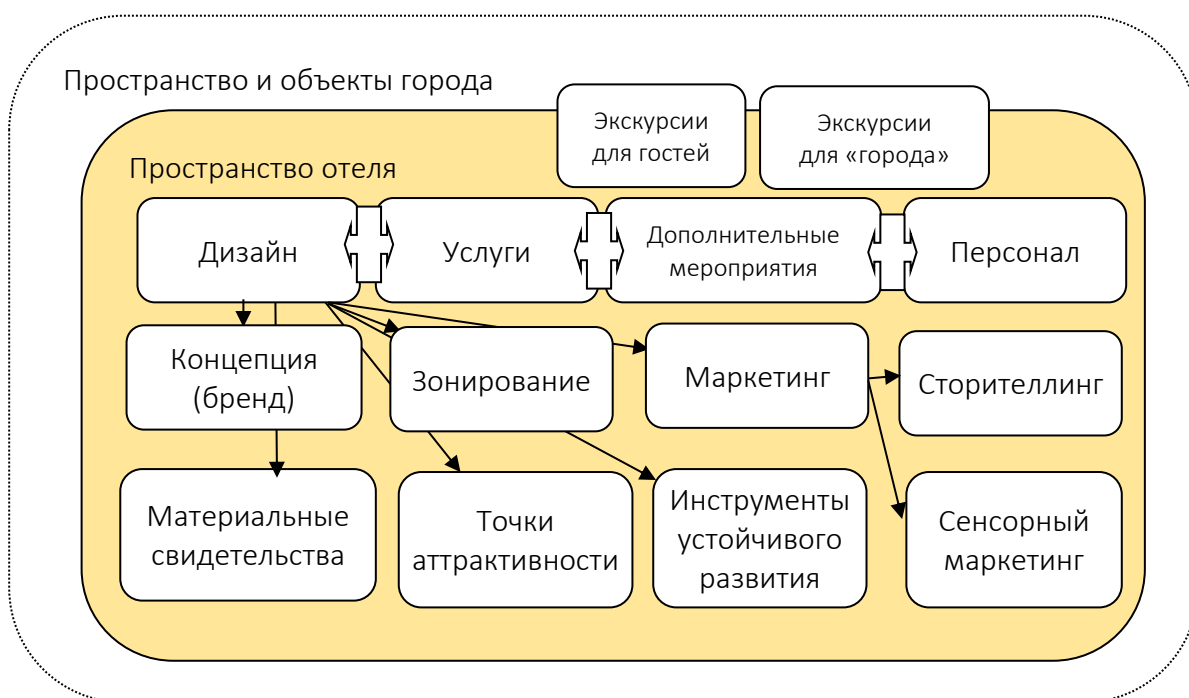 Пространство и объекты города
Экскурсии
для гостей
Экскурсии
для «города»
Пространство отеля
Дизайн
Услуги
Дополнительные
мероприятия
Персонал
Концепция
(бренд)
Зонирование
Маркетинг
Сторителлинг
Материальные
свидетельства
Точки
аттрактивности
Инструменты
устойчивого
развития
Сенсорный
маркетинг